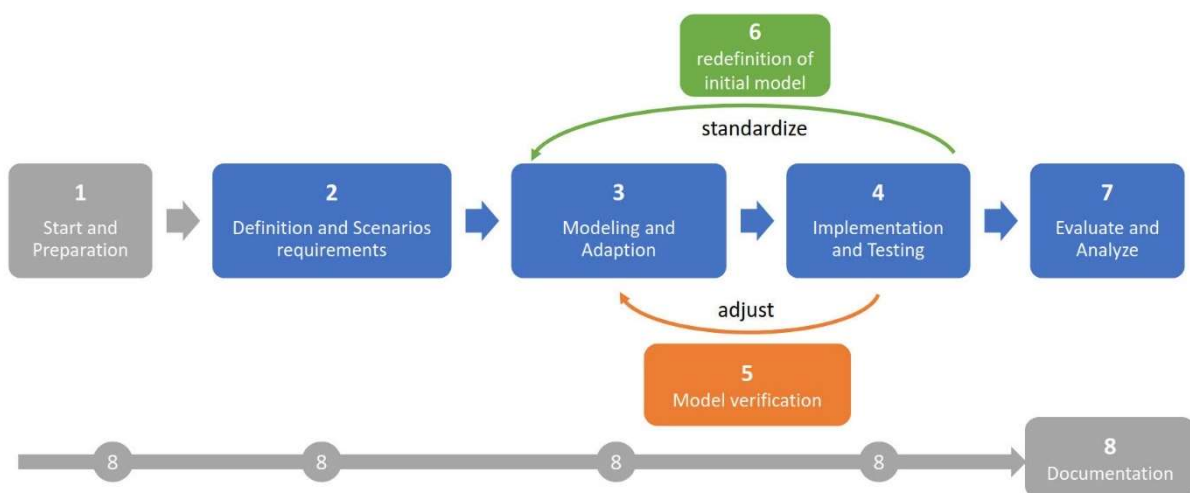 6
redefinition of
initial model
standardize
1
Start and
Preparation
2
Definition and Scenarios
requirements
3
Modeling and
Adaption
4
Implementation
and Testing
7
Evaluate and
Analyze
adjust
5
Model verification
8
8
8
8
8
Documentation